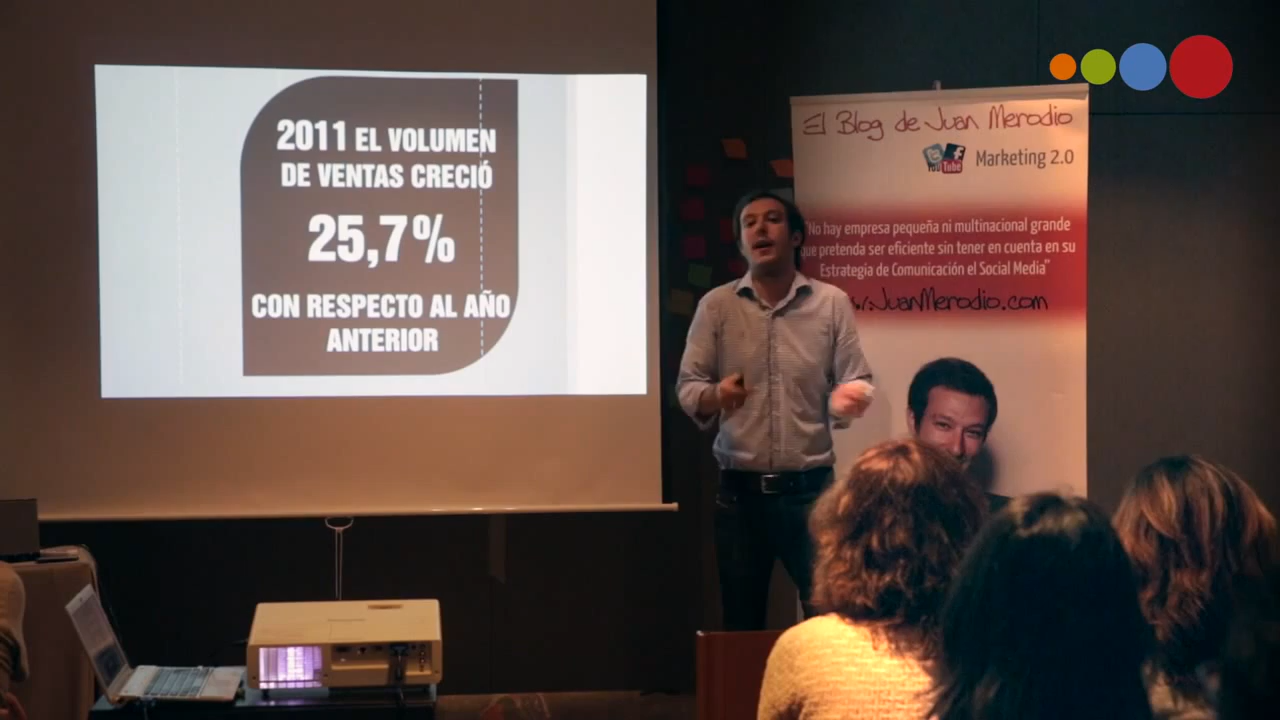 2011 EL VOLUMEN
DE VENTAS CRECIÓ
25,7%
CON RESPECTO AL AÑO
ANTERIOR
El Blog de Juan Merodio
You Tube
Marketing 2.0
"No hay empresa pequeña ni multinacional grande
que pretenda ser eficiente sin tener en cuenta en su
Estrategia de Comunicación el Social Media"
JuanMerodio.com